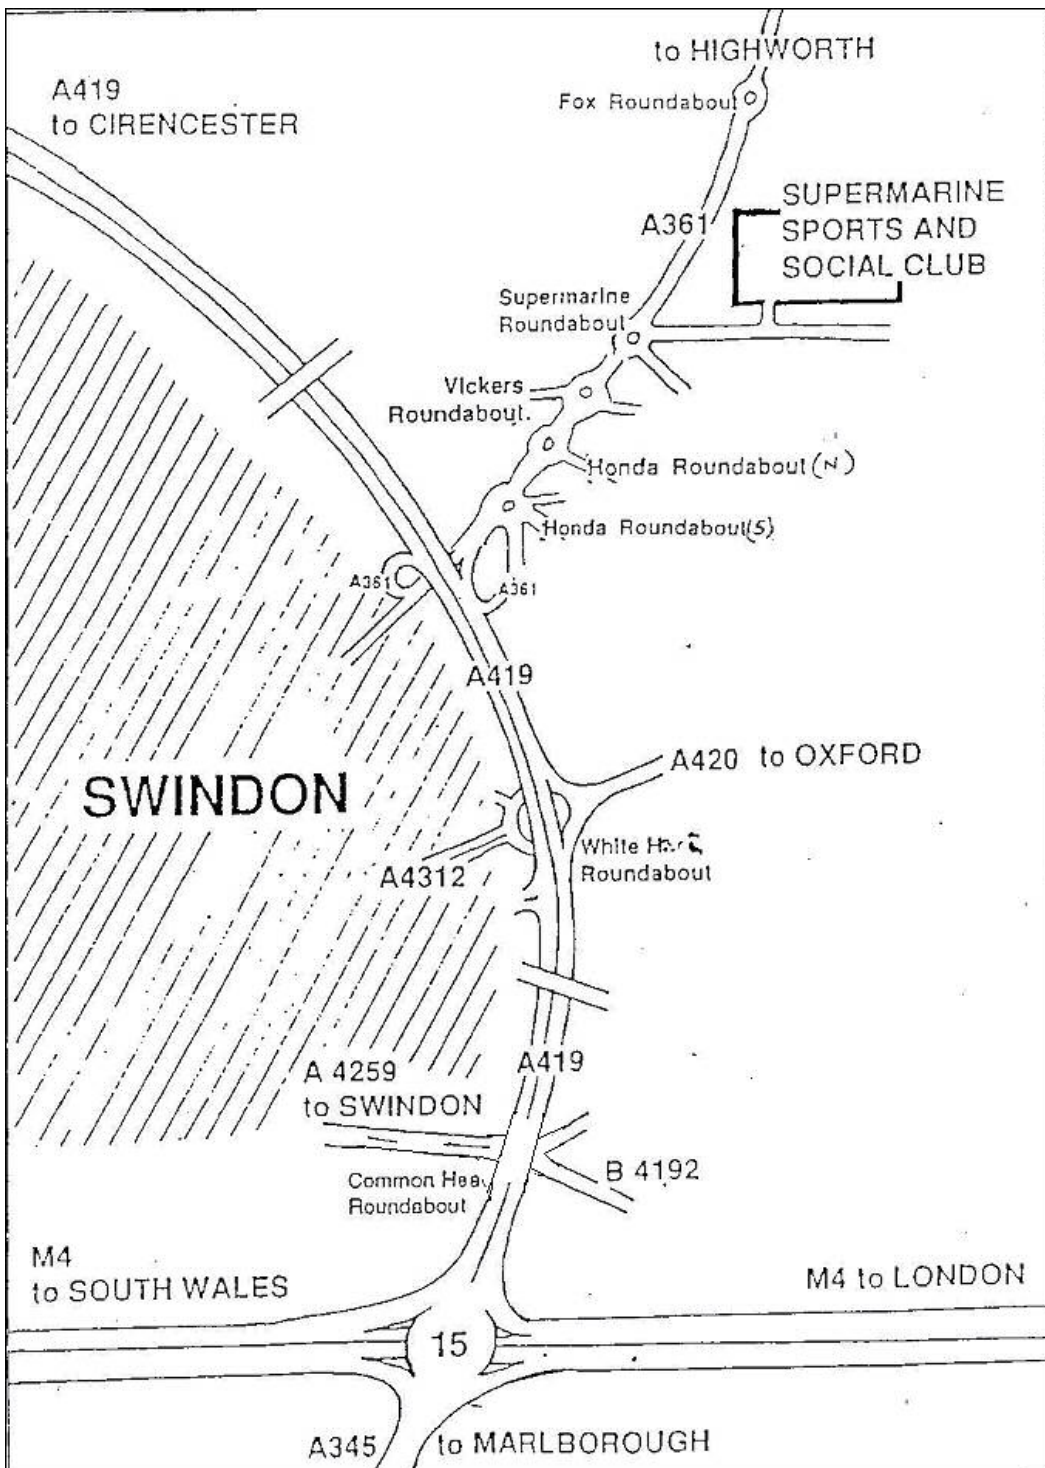 to HIGHWORTH
A419
to CIRENCESTER
Fox Roundabout
SUPERMARINE
SPORTS AND
SOCIAL CLUB
A361
Supermarine
Roundabout
Vickers
Roundabout.
Honda Roundabout (N)
Honda Roundabout (S)
A361
A361
A419
A420 to OXFORD
SWINDON
White
Roundabout
A4312
A419
A 4259
to SWINDON
B 4192
Common
Roundabout
M4
to SOUTH WALES
M4 to LONDON
15
A345 to MARLBOROUGH